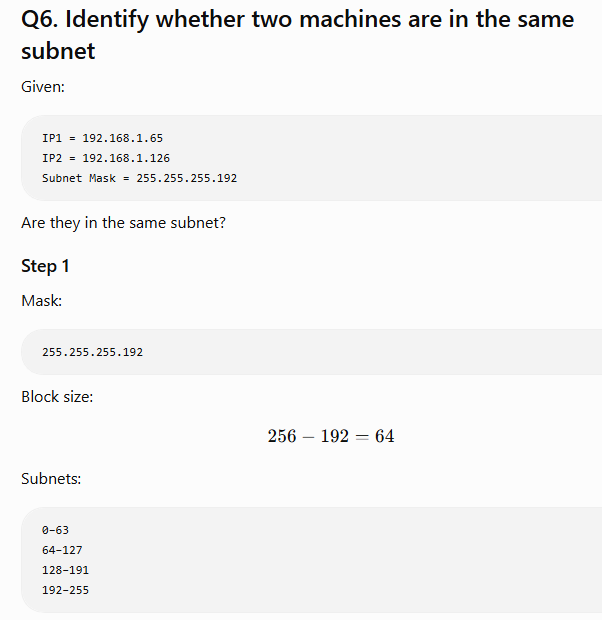 Q6. Identify whether two machines are in the same
subnet
Given:
IP1 = 192.168.1.65
IP2 = 192.168.1.126
Subnet Mask = 255.255.255.192
Are they in the same subnet?
Step 1
Mask:
255.255.255.192
Block size:
256 − 192 = 64
Subnets:
0–63
64–127
128–191
192–255